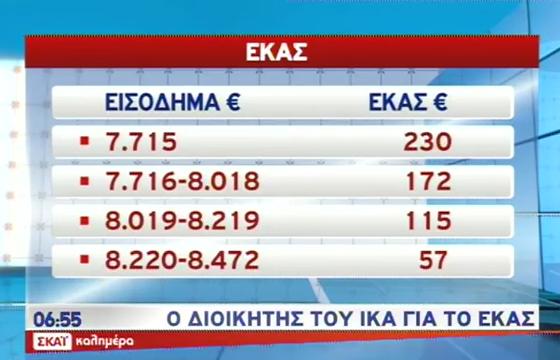 ΕΚΑΣ
ΕΙΣΟΔΗΜΑ € ΕΚΑΣ €
7.715 230
7.716-8.018 172
8.019-8.219 115
8.220-8.472 57
06:55 Ο ΔΙΟΙΚΗΤΗΣ ΤΟΥ ΙΚΑ ΓΙΑ ΤΟ ΕΚΑΣ
ΣΚΑΪ καλημέρα